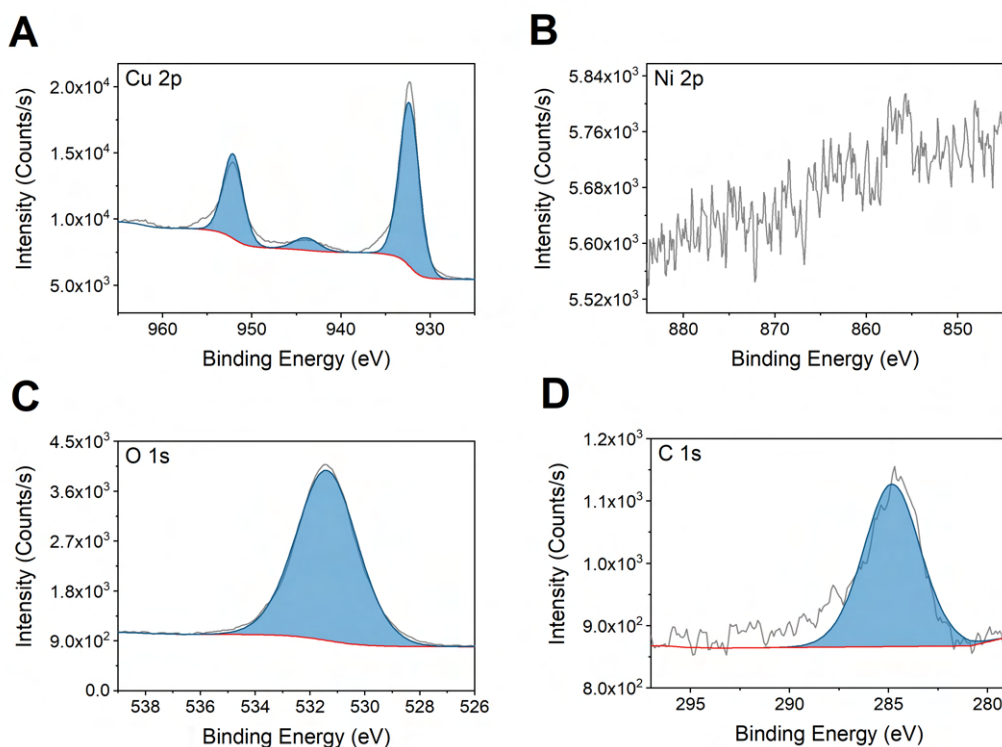 A
Cu 2p
2.0x10⁴
1.5x10⁴
1.0x10⁴
5.0x10³
Intensity (Counts/s)
960 950 940 930
Binding Energy (eV)
B
Ni 2p
5.84x10³
5.76x10³
5.68x10³
5.60x10³
5.52x10³
Intensity (Counts/s)
880 870 860 850
Binding Energy (eV)
C
O 1s
4.5x10³
3.6x10³
2.7x10³
1.8x10³
9.0x10²
0.0
Intensity (Counts/s)
538 536 534 532 530 528 526
Binding Energy (eV)
D
C 1s
1.2x10³
1.1x10³
1.0x10³
9.0x10²
8.0x10²
Intensity (Counts/s)
295 290 285 280
Binding Energy (eV)